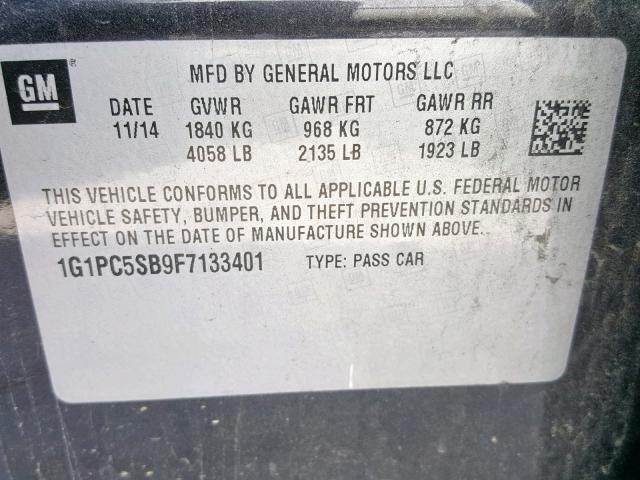 GM ®
MFD BY GENERAL MOTORS LLC
DATE GVWR GAWR FRT GAWR RR
11/14 1840 KG 968 KG 872 KG
4058 LB 2135 LB 1923 LB
THIS VEHICLE CONFORMS TO ALL APPLICABLE U.S. FEDERAL MOTOR
VEHICLE SAFETY, BUMPER, AND THEFT PREVENTION STANDARDS IN
EFFECT ON THE DATE OF MANUFACTURE SHOWN ABOVE.
1G1PC5SB9F7133401 TYPE: PASS CAR